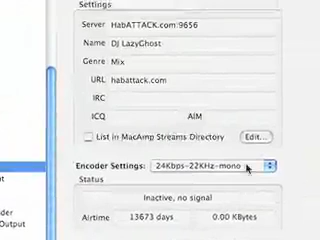 Settings
Server HabATTACK.com:9656
Name DJ LazyGhost
Genre Mix
URL habattack.com
IRC
ICQ AIM
List in MacAmp Streams Directory Edit...
Encoder Settings: 24Kbps-22KHz-mono
Status
Inactive, no signal
Airtime 13673 days 0.00 KBytes
Output